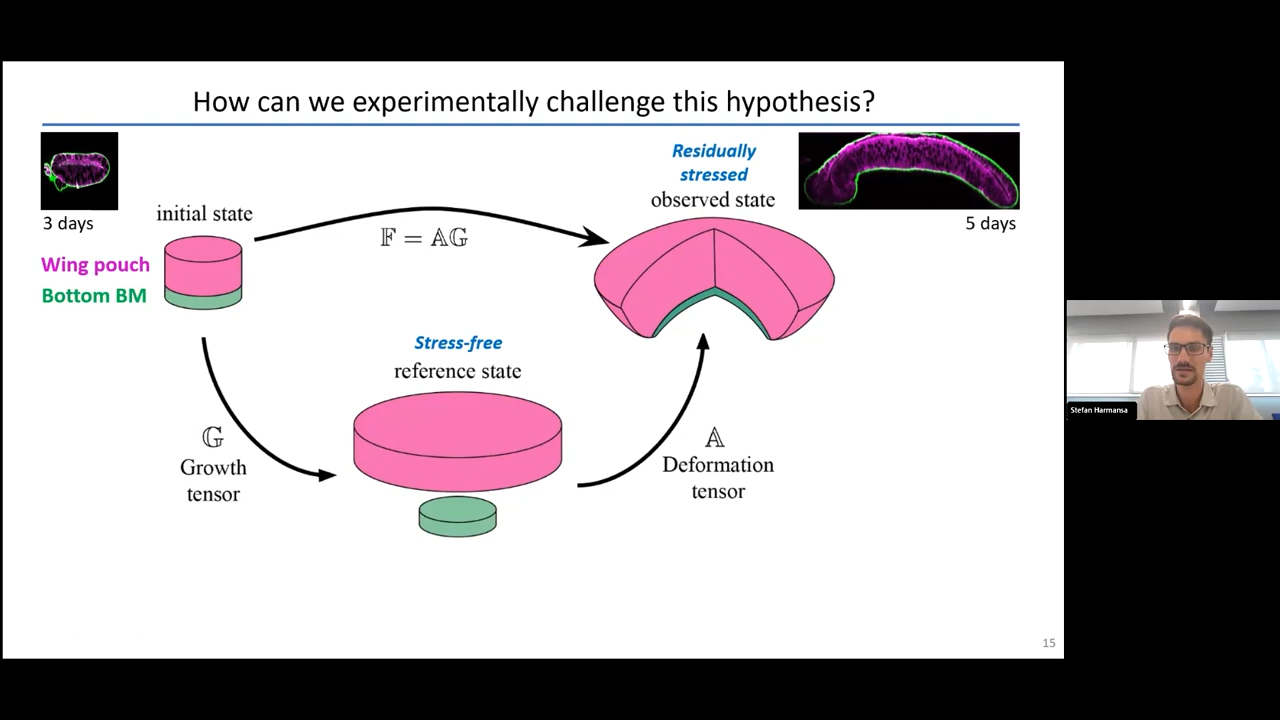 How can we experimentally challenge this hypothesis?
3 days
initial state
Wing pouch
Bottom BM
𝔽 = 𝔸𝔾
Residually
stressed
observed state
5 days
Stress-free
reference state
𝔾
Growth
tensor
𝔸
Deformation
tensor
15
Stefan Harmansa